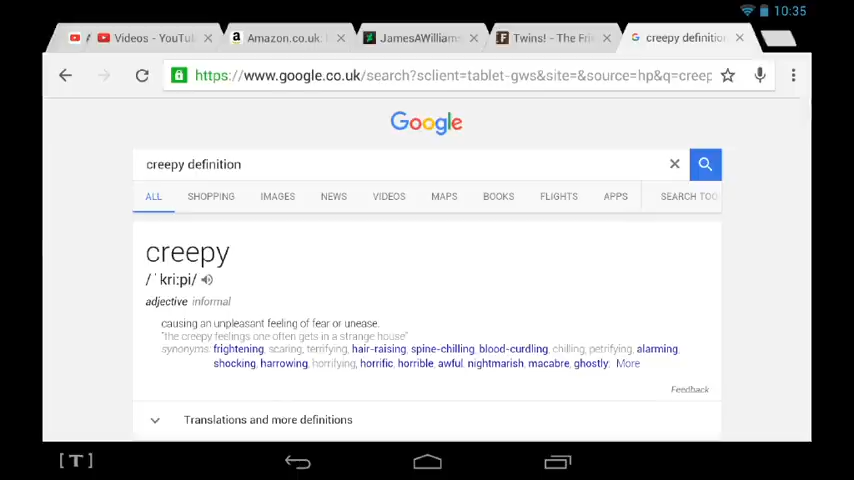 10:35
Videos - YouTu
Amazon.co.uk.
JamesAWilliams
Twins! - The Fri
creepy definitio
https://www.google.co.uk/search?sclient=tablet-gws&site=&source=hp&q=creep
Google
creepy definition
ALL SHOPPING IMAGES NEWS VIDEOS MAPS BOOKS FLIGHTS APPS SEARCH TOO
creepy
/ˈkriːpi/
adjective informal
causing an unpleasant feeling of fear or unease.
"the creepy feelings one often gets in a strange house"
synonyms: frightening, scaring, terrifying, hair-raising, spine-chilling, blood-curdling, chilling, petrifying, alarming,
shocking, harrowing, horrifying, horrific, horrible, awful, nightmarish, macabre, ghostly; More
Feedback
Translations and more definitions
[T]